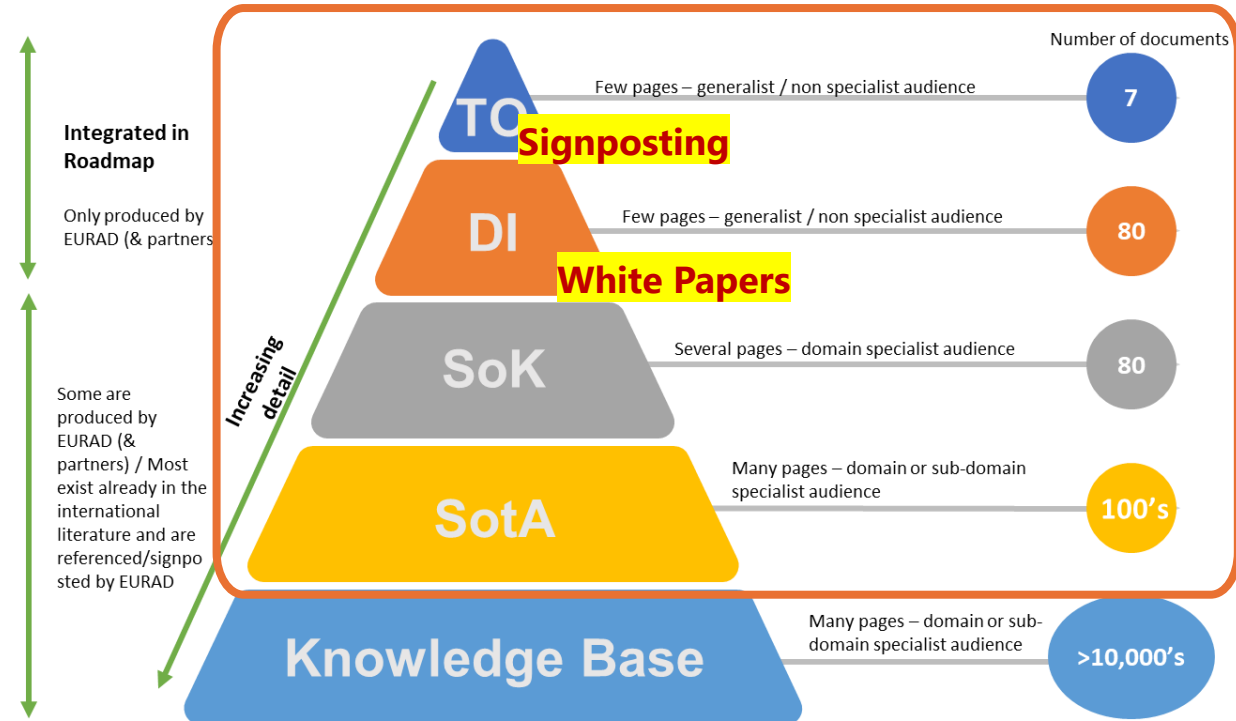 Number of documents
Few pages – generalist / non specialist audience
7
TO
Signposting
Integrated in
Roadmap
Only produced by
EURAD (& partners
Few pages – generalist / non specialist audience
80
DI
White Papers
Increasing
detail
Several pages – domain specialist audience
80
SoK
Some are
produced by
EURAD (&
partners) / Most
exist already in the
international
literature and are
referenced/signpo
sted by EURAD
Many pages – domain or sub-domain
specialist audience
100's
SotA
Many pages – domain or sub-
domain specialist audience
>10,000's
Knowledge Base